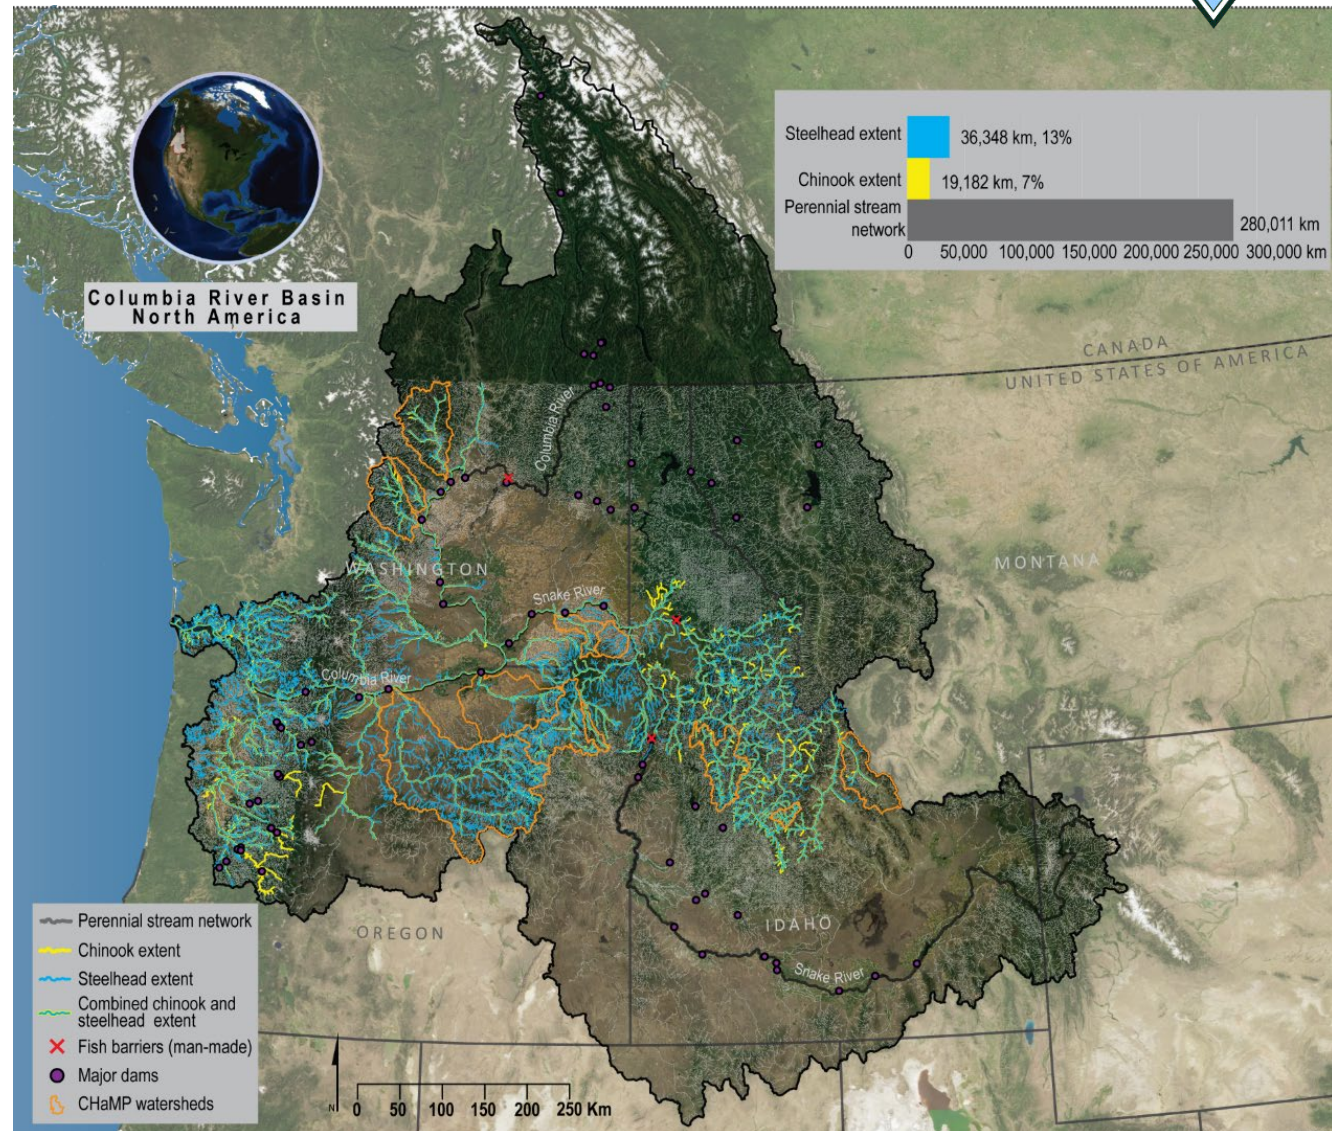 Columbia River Basin
North America
Steelhead extent
36,348 km, 13%
Chinook extent
19,182 km, 7%
Perennial stream
network
280,011 km
0 50,000 100,000 150,000 200,000 250,000 300,000 km
CANADA
UNITED STATES OF AMERICA
Columbia River
WASHINGTON
MONTANA
Snake River
Columbia River
IDAHO
OREGON
Snake River
Perennial stream network
Chinook extent
Steelhead extent
Combined chinook and
steelhead extent
Fish barriers (man-made)
Major dams
CHaMP watersheds
N
0 50 100 150 200 250 Km